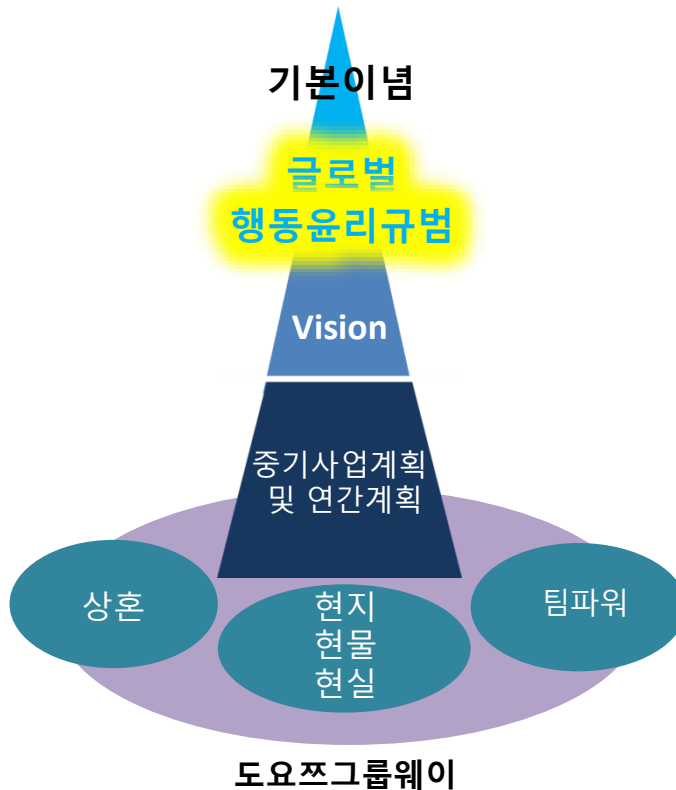 기본이념
글로벌
행동윤리규범
Vision
중기사업계획
및 연간계획
상혼
현지
현물
현실
팀파워
도요쯔그룹웨이